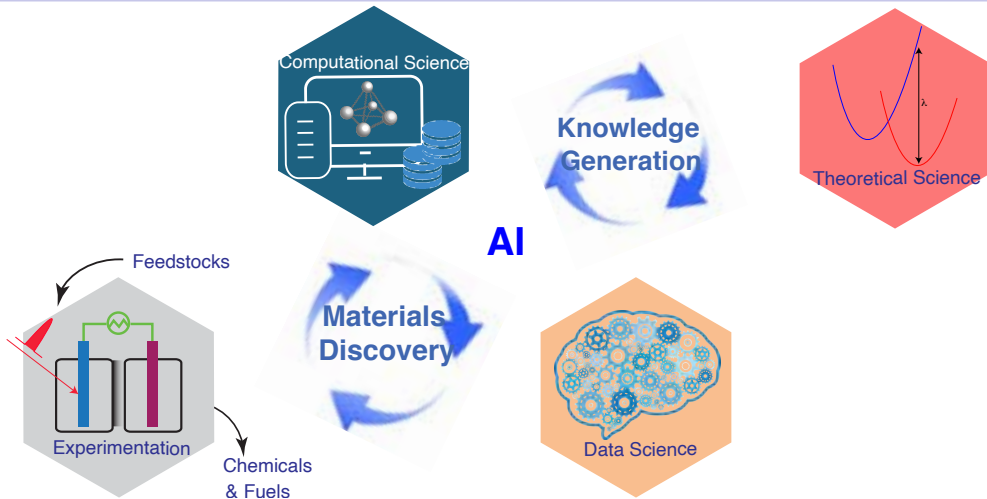 Computational Science
Knowledge
Generation
λ
Theoretical Science
AI
Feedstocks
Materials
Discovery
Experimentation
Data Science
Chemicals
& Fuels